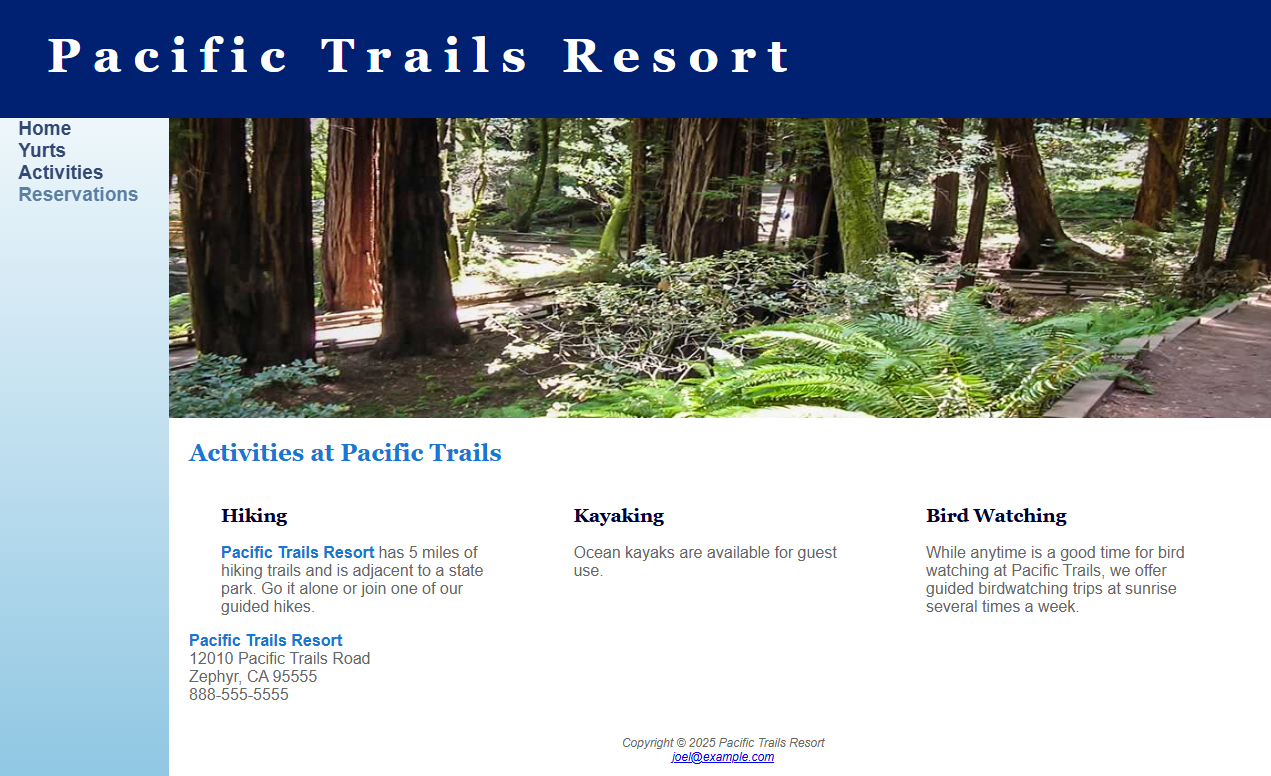 Pacific Trails Resort
Home
Yurts
Activities
Reservations
Activities at Pacific Trails
Hiking
Pacific Trails Resort has 5 miles of
hiking trails and is adjacent to a state
park. Go it alone or join one of our
guided hikes.
Kayaking
Ocean kayaks are available for guest
use.
Bird Watching
While anytime is a good time for bird
watching at Pacific Trails, we offer
guided birdwatching trips at sunrise
several times a week.
Pacific Trails Resort
12010 Pacific Trails Road
Zephyr, CA 95555
888-555-5555
Copyright © 2025 Pacific Trails Resort
joel@example.com